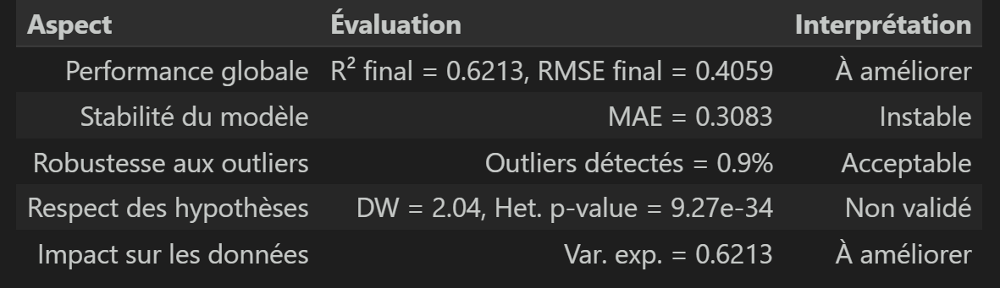 Aspect Évaluation Interprétation
Performance globale R² final = 0.6213, RMSE final = 0.4059 À améliorer
Stabilité du modèle MAE = 0.3083 Instable
Robustesse aux outliers Outliers détectés = 0.9% Acceptable
Respect des hypothèses DW = 2.04, Het. p-value = 9.27e-34 Non validé
Impact sur les données Var. exp. = 0.6213 À améliorer